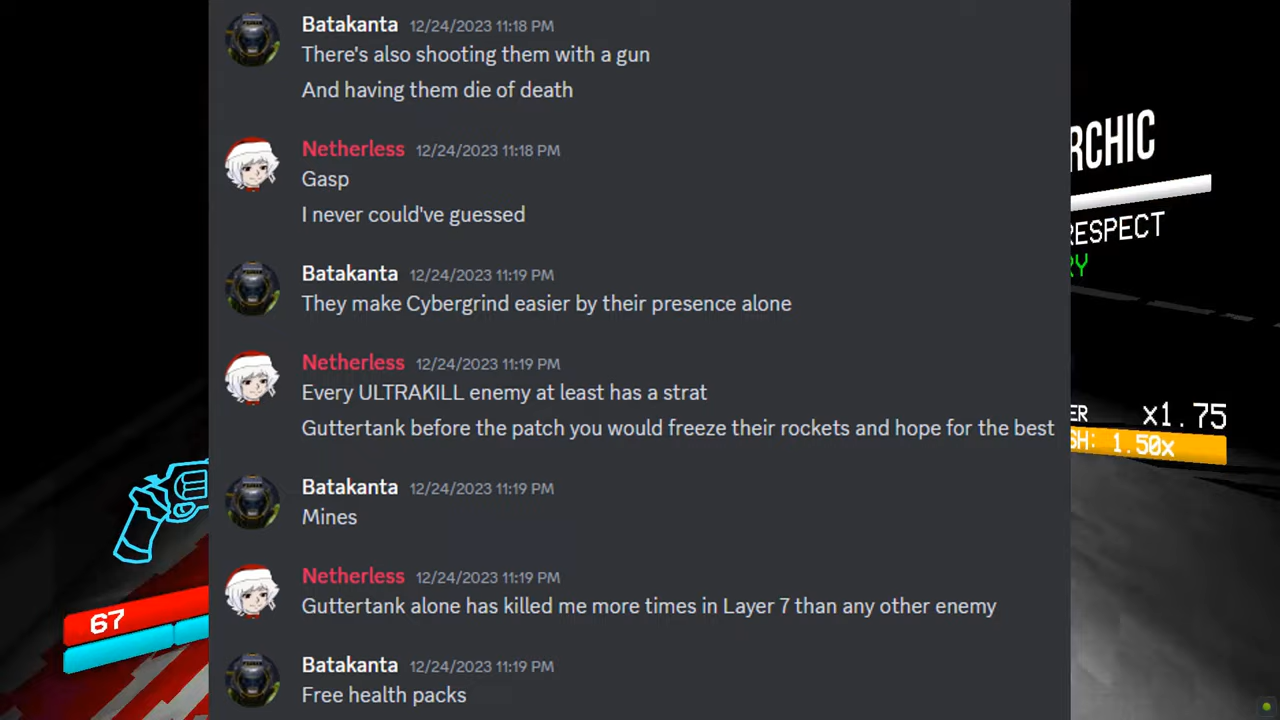 Batakanta 12/24/2023 11:18 PM
There's also shooting them with a gun
And having them die of death
Netherless 12/24/2023 11:18 PM
Gasp
I never could've guessed
Batakanta 12/24/2023 11:19 PM
They make Cybergrind easier by their presence alone
Netherless 12/24/2023 11:19 PM
Every ULTRAKILL enemy at least has a strat
Guttertank before the patch you would freeze their rockets and hope for the best
Batakanta 12/24/2023 11:19 PM
Mines
Netherless 12/24/2023 11:19 PM
Guttertank alone has killed me more times in Layer 7 than any other enemy
Batakanta 12/24/2023 11:19 PM
Free health packs
RCHIC
RESPECT
RY
ER x1.75
SH: 1.50x
67